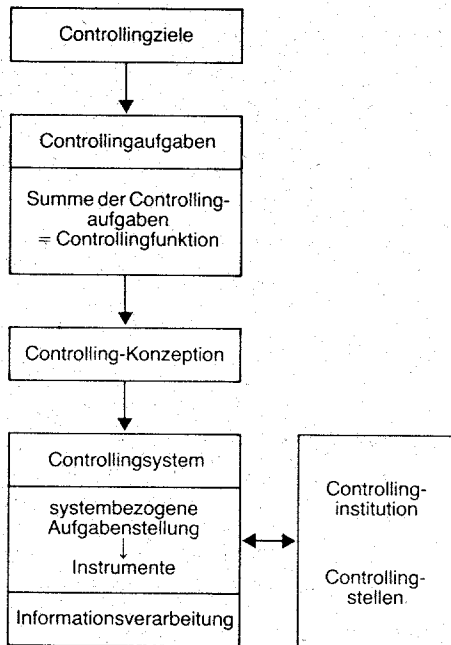 Controllingziele
Controllingaufgaben
Summe der Controlling-
aufgaben
= Controllingfunktion
Controlling-Konzeption
Controllingsystem
systembezogene
Aufgabenstellung
↓
Instrumente
Informationsverarbeitung
Controlling-
institution
Controlling-
stellen